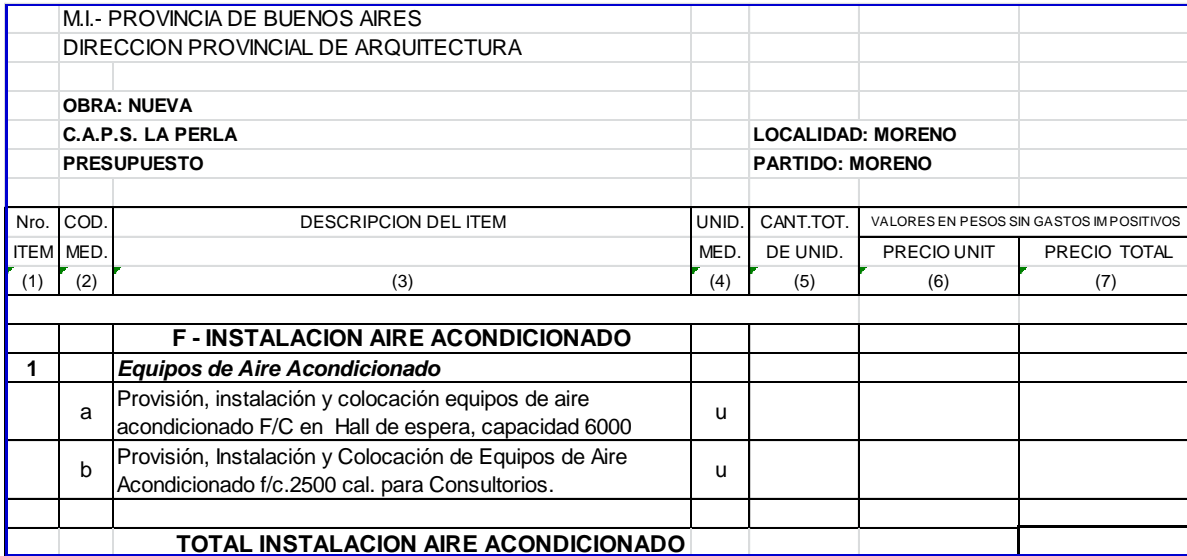 M.I.- PROVINCIA DE BUENOS AIRES
DIRECCION PROVINCIAL DE ARQUITECTURA
OBRA: NUEVA
C.A.P.S. LA PERLA LOCALIDAD: MORENO
PRESUPUESTO PARTIDO: MORENO
Nro. COD. DESCRIPCION DEL ITEM UNID. CANT.TOT. VALORES EN PESOS SIN GASTOS IMPOSITIVOS
ITEM MED. MED. DE UNID. PRECIO UNIT PRECIO TOTAL
(1) (2) (3) (4) (5) (6) (7)
F - INSTALACION AIRE ACONDICIONADO
1 Equipos de Aire Acondicionado
a Provisión, instalación y colocación equipos de aire u
acondicionado F/C en Hall de espera, capacidad 6000
b Provisión, Instalación y Colocación de Equipos de Aire u
Acondicionado f/c.2500 cal. para Consultorios.
TOTAL INSTALACION AIRE ACONDICIONADO